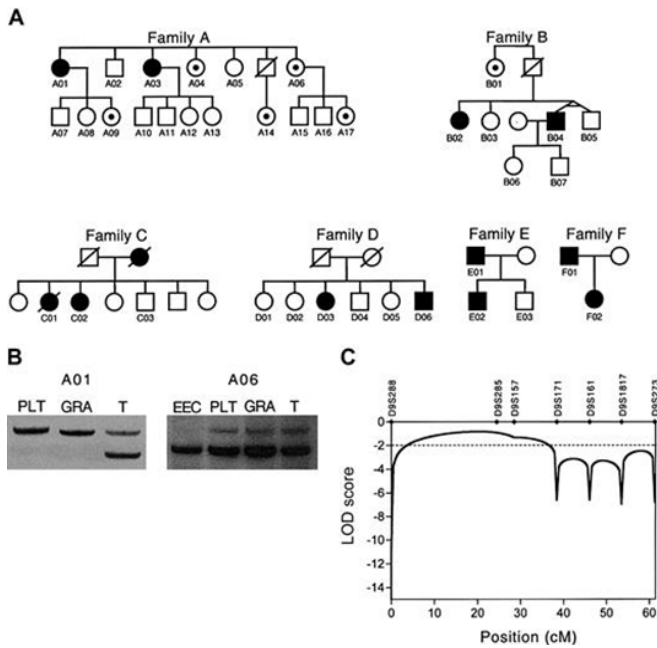 A
Family A
A01 A02 A03 A04 A05 A06
A07 A08 A09 A10 A11 A12 A13 A14 A15 A16 A17
Family B
B01
B02 B03 B04 B05
B06 B07
Family C
C01 C02 C03
Family D
D01 D02 D03 D04 D05 D06
Family E
E01
E02 E03
Family F
F01
F02
B
A01
PLT GRA T
A06
EEC PLT GRA T
C
D9S288 D9S285 D9S157 D9S171 D9S161 D9S1817 D9S273
0
-2
-4
-6
-8
-10
-12
-14
LOD score
0 10 20 30 40 50 60
Position (cM)